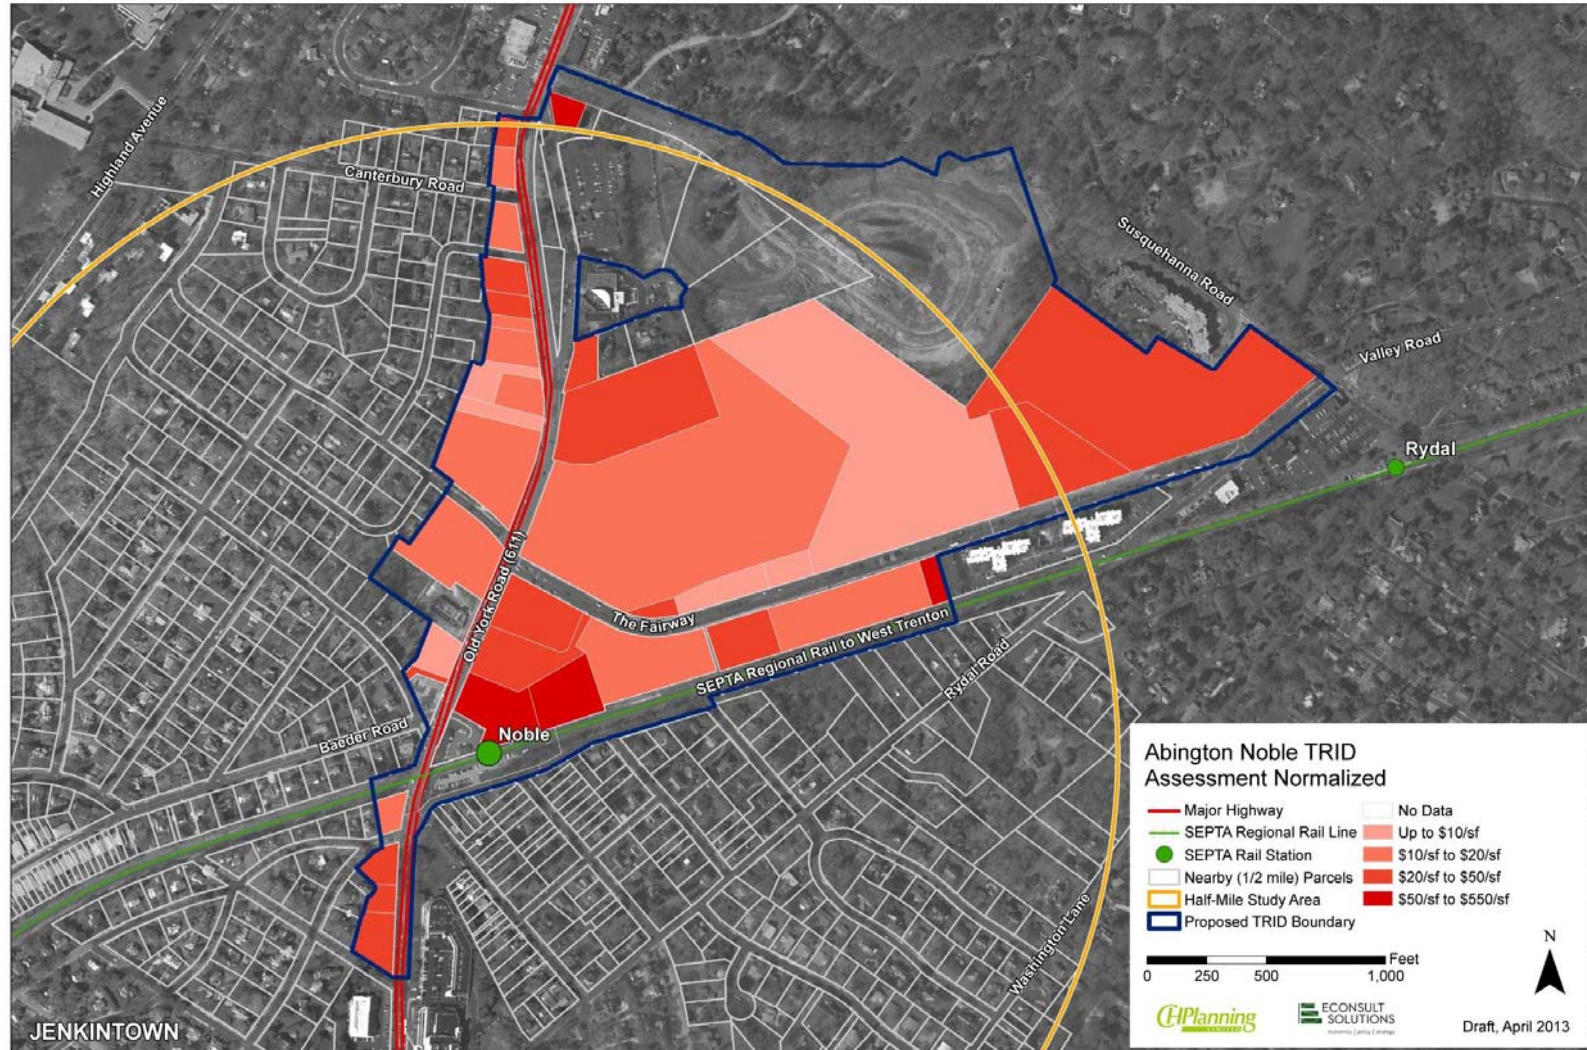 Highland Avenue
Canterbury Road
Susquehanna Road
Valley Road
Rydal
Old York Road (611)
The Fairway
SEPTA Regional Rail to West Trenton
Rydal Road
Noble
Baeder Road
Washington Lane
JENKINTOWN
Abington Noble TRID
Assessment Normalized
Major Highway
SEPTA Regional Rail Line
SEPTA Rail Station
Nearby (1/2 mile) Parcels
Half-Mile Study Area
Proposed TRID Boundary
No Data
Up to $10/sf
$10/sf to $20/sf
$20/sf to $50/sf
$50/sf to $550/sf
Feet
0 250 500 1,000
N
CHPlanning
LIMITED
ECONSULT
SOLUTIONS
economics | policy | strategy
Draft, April 2013